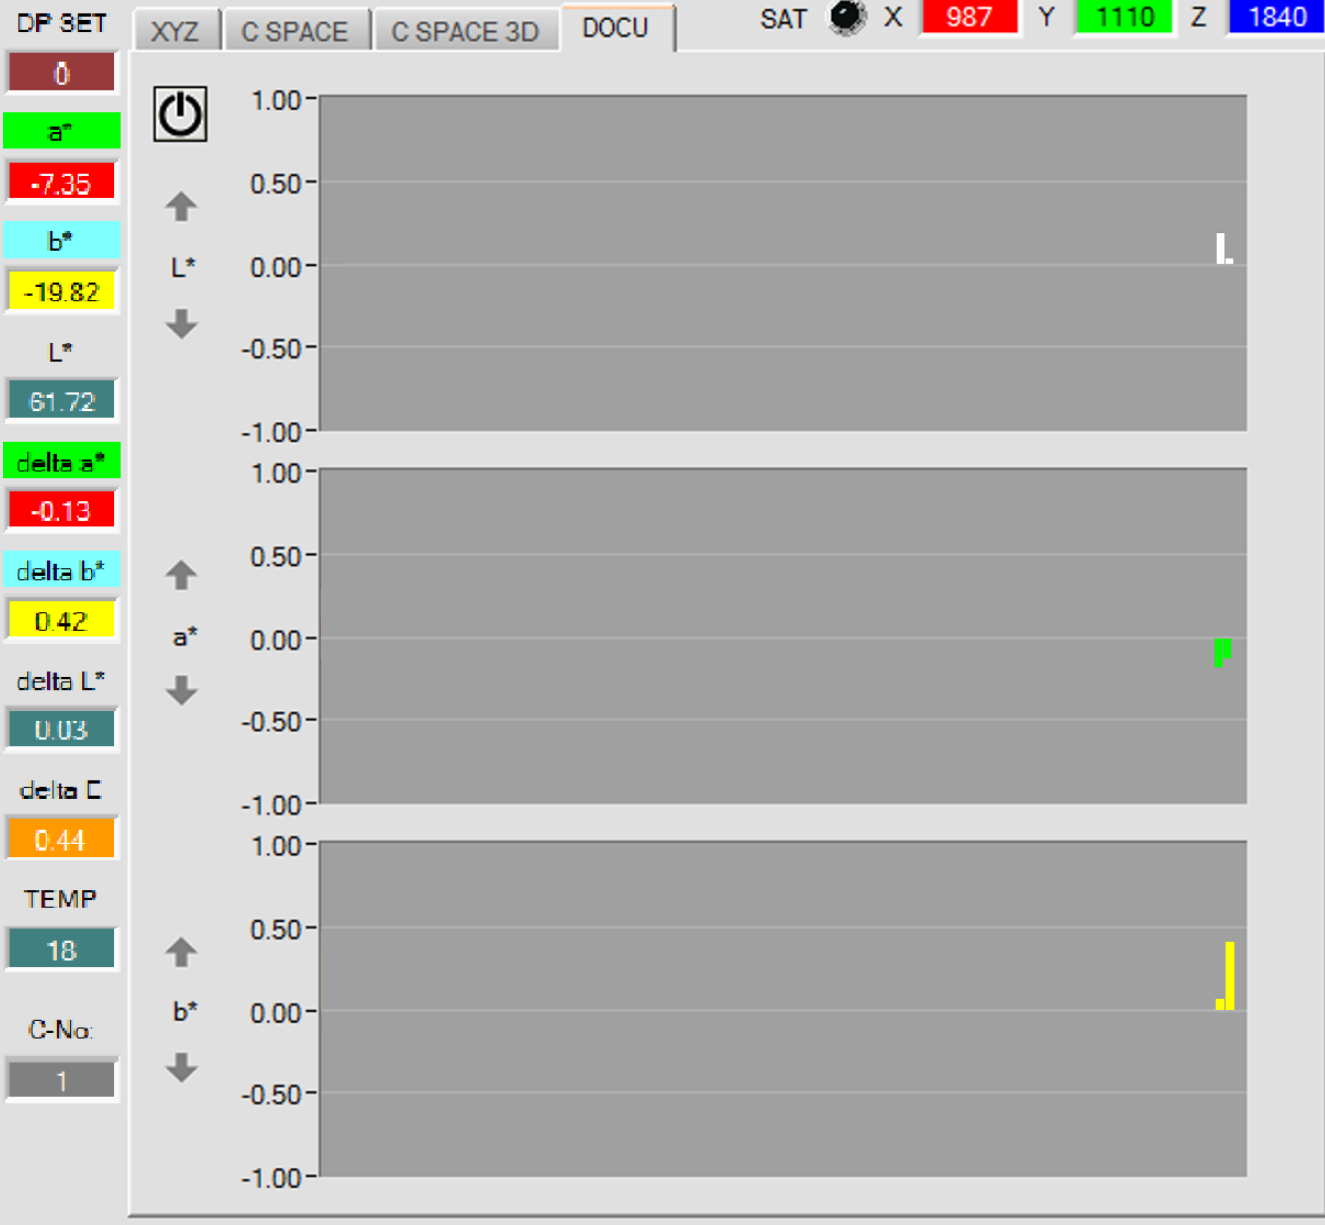 DP SET
0
a*
-7.35
b*
-19.82
L*
61.72
delta a*
-0.13
delta b*
0.42
delta L*
0.03
delta E
0.44
TEMP
18
C-No:
1
XYZ C SPACE C SPACE 3D DOCU
SAT X 987 Y 1110 Z 1840
1.00
0.50
L* 0.00
-0.50
-1.00
1.00
0.50
a* 0.00
-0.50
-1.00
1.00
0.50
b* 0.00
-0.50
-1.00